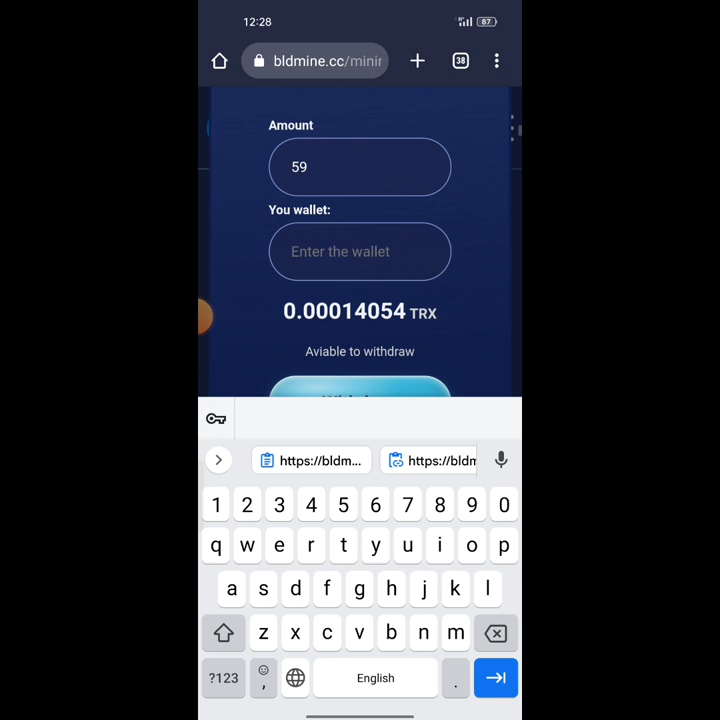 12:28
87
bldmine.cc/minir
38
Amount
59
You wallet:
Enter the wallet
0.00014054 TRX
Aviable to withdraw
https://bldm... https://bldm
1 2 3 4 5 6 7 8 9 0
q w e r t y u i o p
a s d f g h j k l
z x c v b n m
?123 , English .